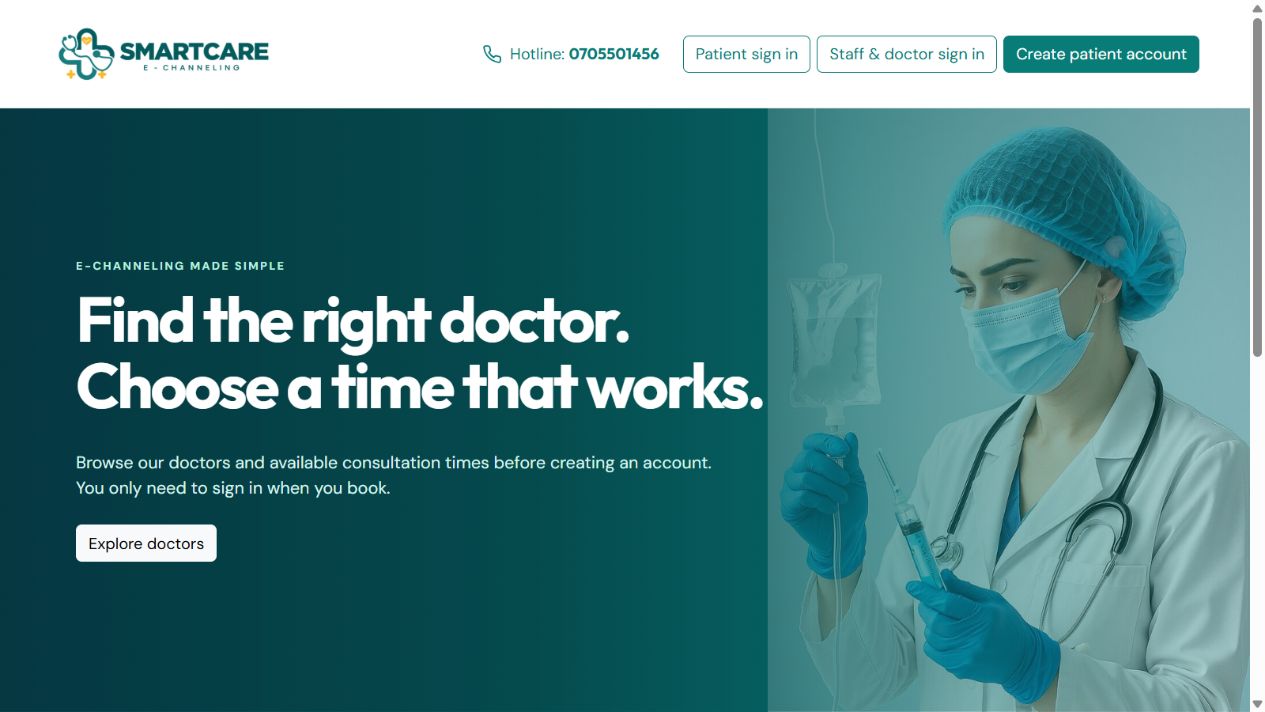 SMARTCARE
E - CHANNELING
Hotline: 0705501456
Patient sign in
Staff & doctor sign in
Create patient account
E-CHANNELING MADE SIMPLE
Find the right doctor.
Choose a time that works.
Browse our doctors and available consultation times before creating an account.
You only need to sign in when you book.
Explore doctors